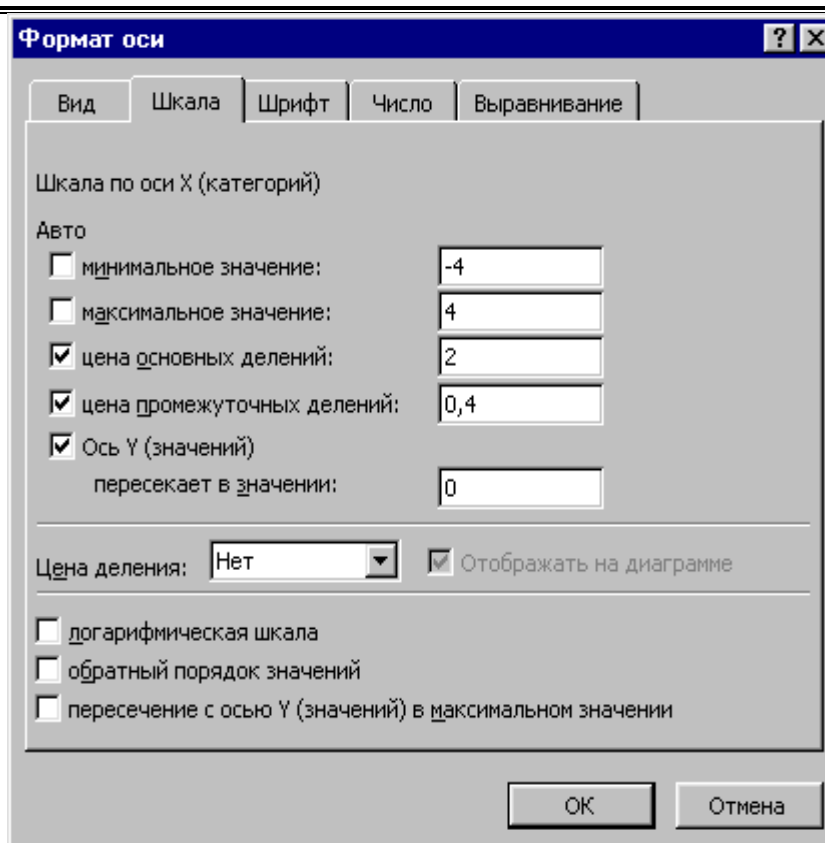 Формат оси
Вид Шкала Шрифт Число Выравнивание
Шкала по оси X (категорий)
Авто
минимальное значение: -4
максимальное значение: 4
цена основных делений: 2
цена промежуточных делений: 0,4
Ось Y (значений)
пересекает в значении: 0
Цена деления: Нет Отображать на диаграмме
логарифмическая шкала
обратный порядок значений
пересечение с осью Y (значений) в максимальном значении
OK Отмена